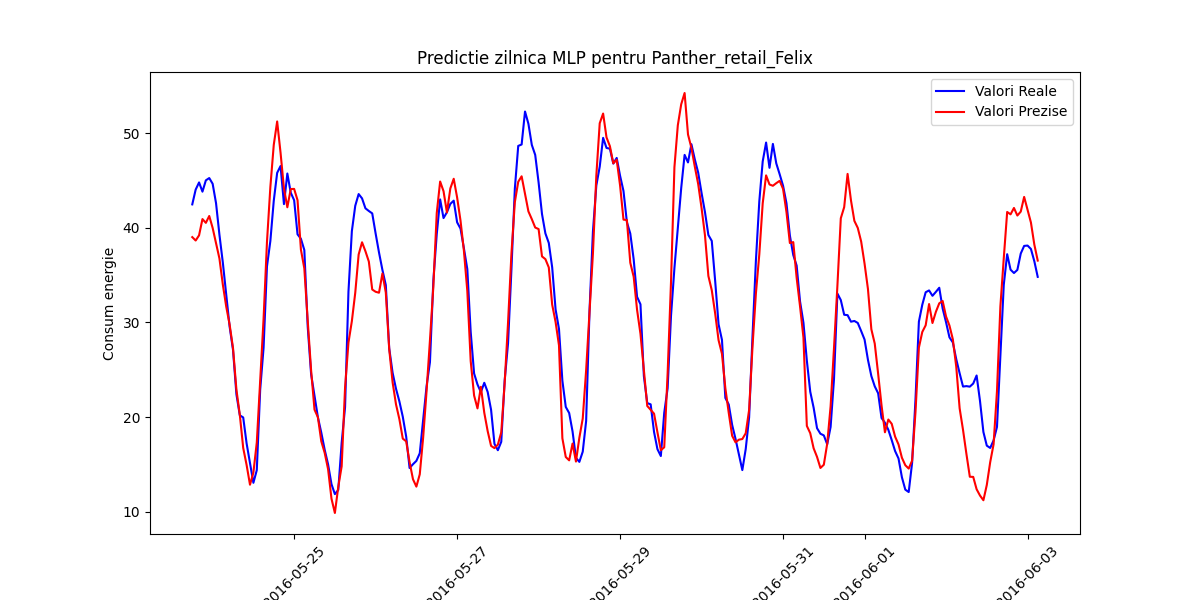 Predictie zilnica MLP pentru Panther_retail_Felix
Valori Reale
Valori Prezise
Consum energie
50
40
30
20
10
2016-05-25
2016-05-27
2016-05-29
2016-05-31
2016-06-01
2016-06-03